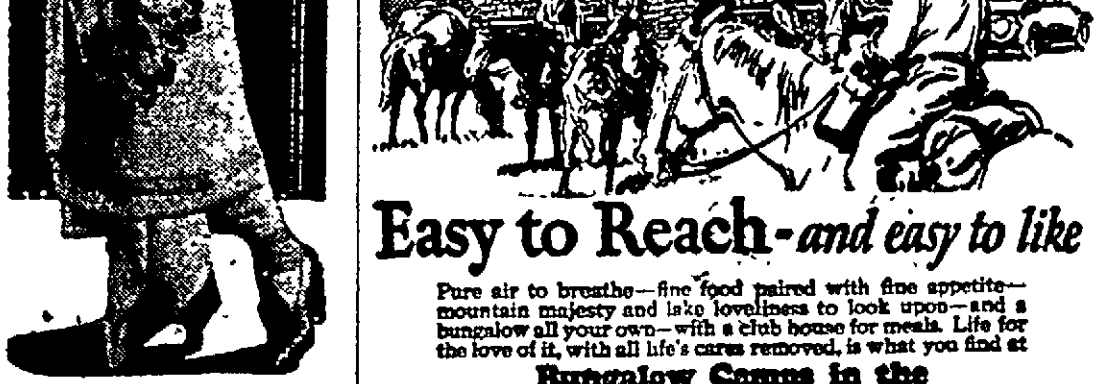 Easy to Reach-and easy to like
Pure air to breathe—fine food paired with fine appetite—
mountain majesty and lake loveliness to look upon—and a
bungalow all your own—with a club house for meals. Life for
the love of it, with all life's cares removed, is what you find at
Bungalow Camps in the